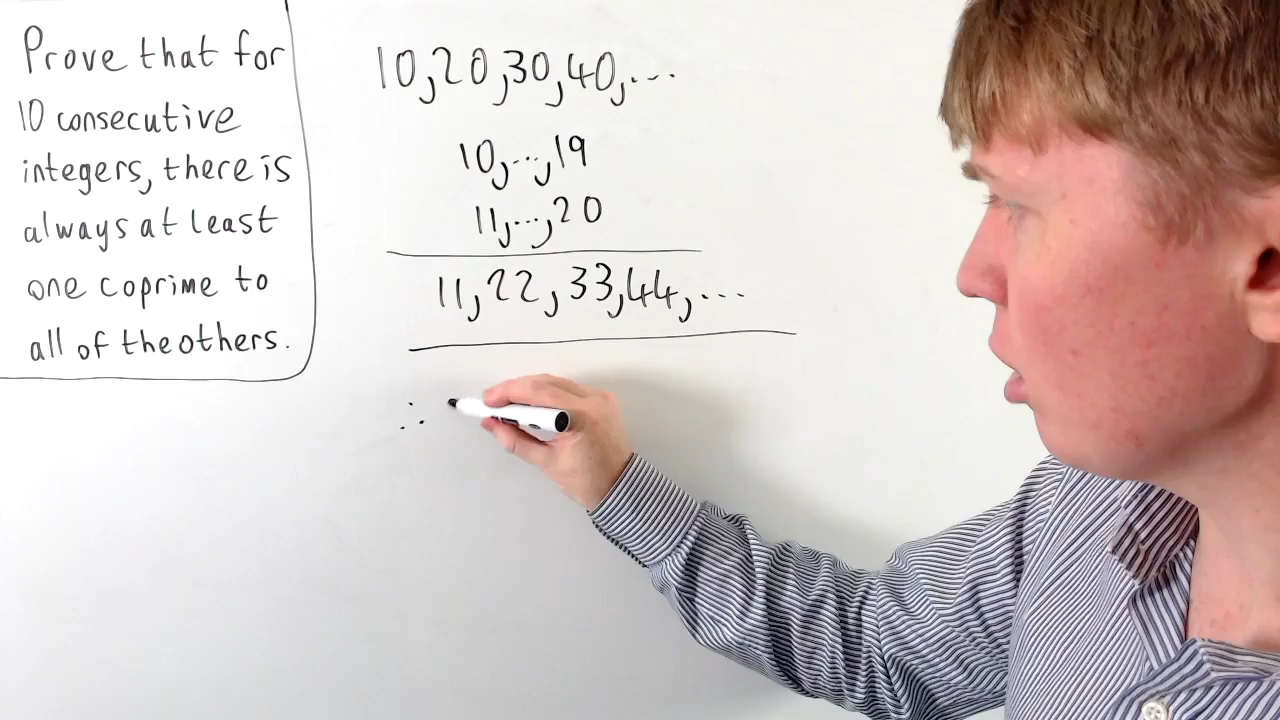 Prove that for
10 consecutive
integers, there is
always at least
one coprime to
all of the others.
10,20,30,40,...
10,...,19
11,...,20
11,22,33,44,...
∴